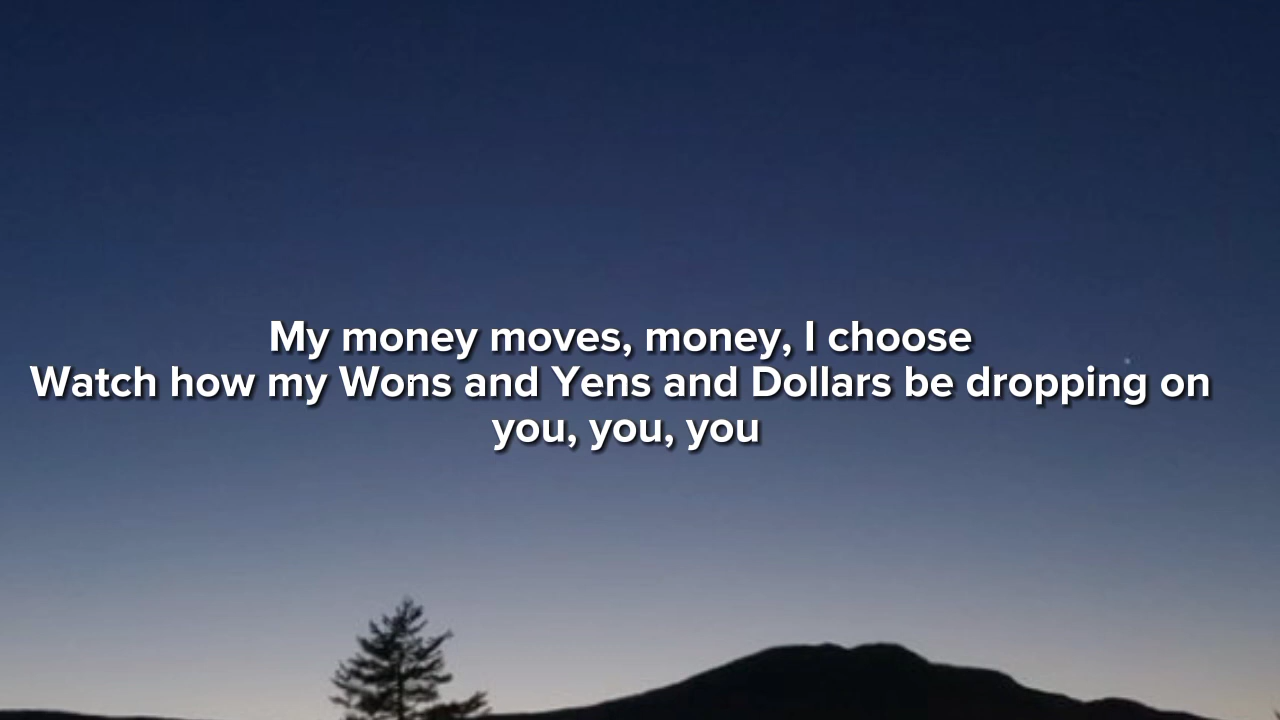 My money moves, money, I choose
Watch how my Wons and Yens and Dollars be dropping on
you, you, you